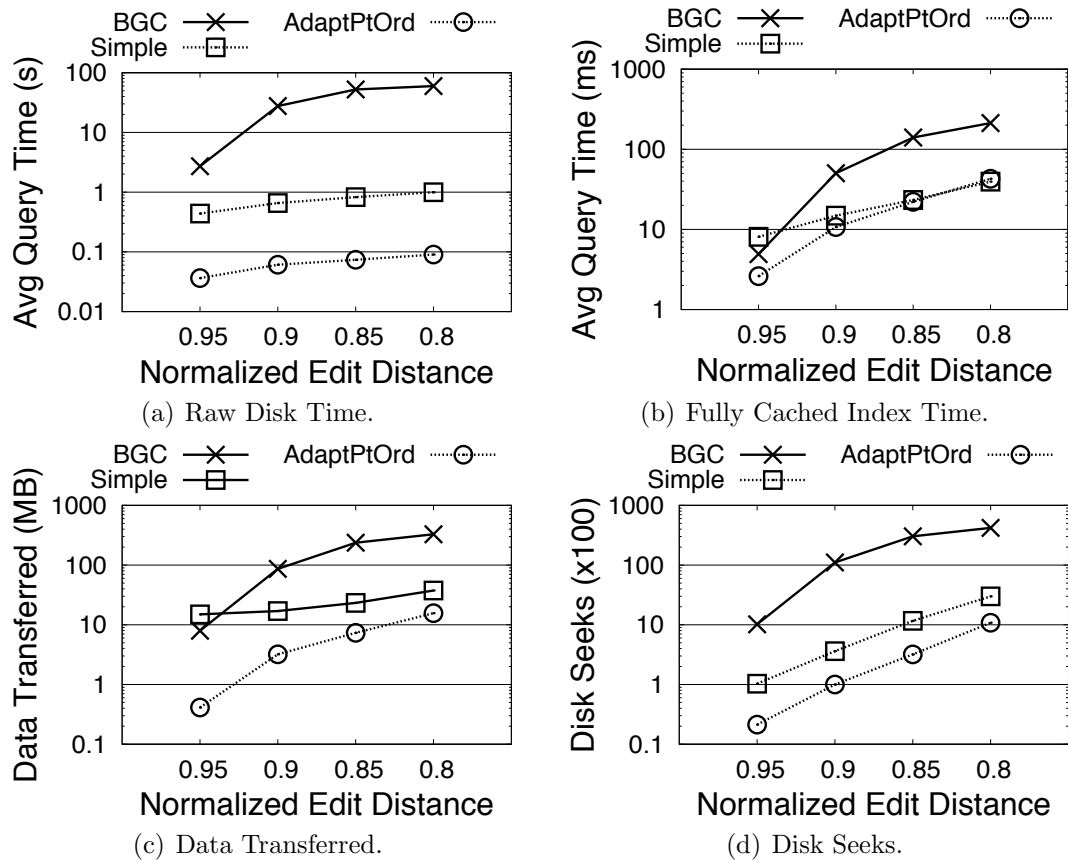 BGC AdaptPtOrd
Simple
Avg Query Time (s)
100
10
1
0.1
0.01
0.95 0.9 0.85 0.8
Normalized Edit Distance
(a) Raw Disk Time.
BGC AdaptPtOrd
Simple
Avg Query Time (ms)
1000
100
10
1
0.95 0.9 0.85 0.8
Normalized Edit Distance
(b) Fully Cached Index Time.
BGC AdaptPtOrd
Simple
Data Transferred (MB)
1000
100
10
1
0.1
0.95 0.9 0.85 0.8
Normalized Edit Distance
(c) Data Transferred.
BGC AdaptPtOrd
Simple
Disk Seeks (x100)
1000
100
10
1
0.1
0.95 0.9 0.85 0.8
Normalized Edit Distance
(d) Disk Seeks.